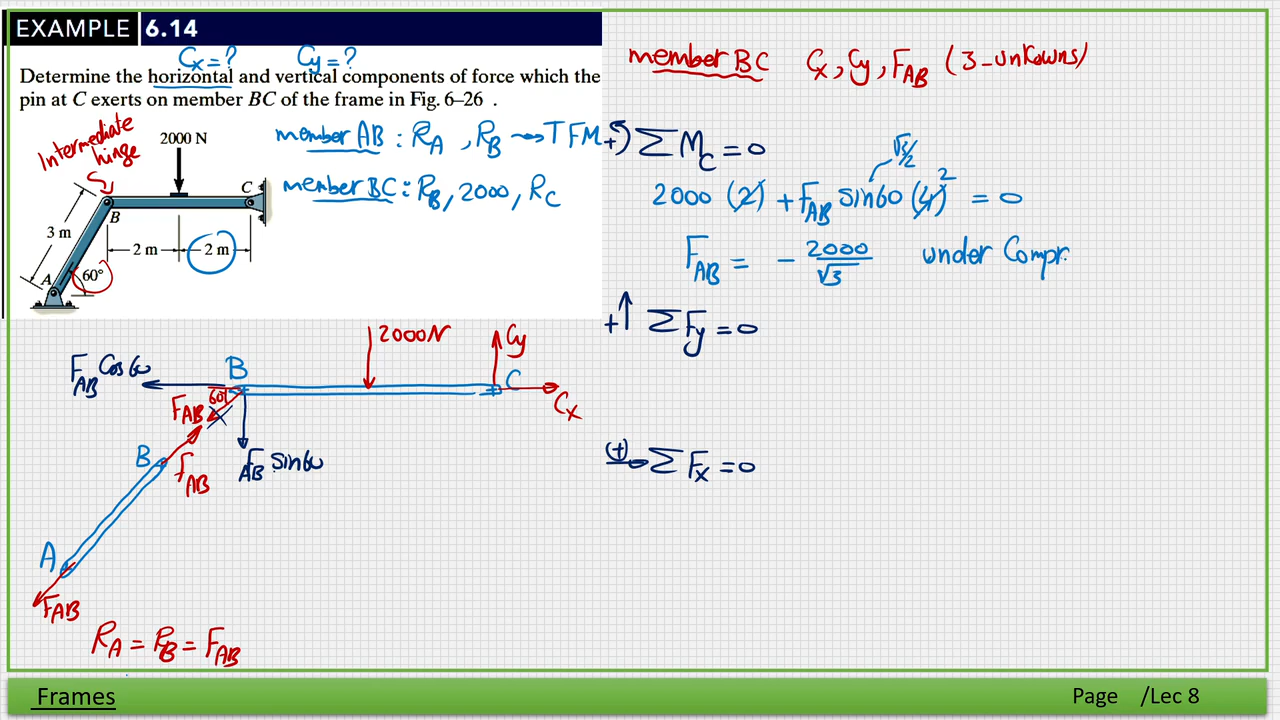 EXAMPLE 6.14
Cx=? Cy=?
Determine the horizontal and vertical components of force which the
pin at C exerts on member BC of the frame in Fig. 6–26 .
Intermediate
hinge
2000 N
C
B
3 m
2 m
2 m
A
60°
member AB : RA , RB → TFM
member BC : RB, 2000, RC
member BC Cx, Cy, FAB (3-unkowns)
+ ΣMC = 0
√3/2
2000 (2) + FAB sin60 (4) 2 = 0
FAB = - 2000/√3 under Compr
+↑ ΣFy = 0
(+)→ ΣFx = 0
FAB Cos60
B
2000N
Cy
C
Cx
60°
FAB
FAB sin60
B
FAB
A
FAB
RA = RB = FAB
Frames
Page /Lec 8